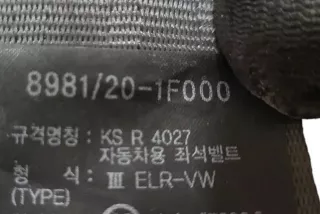 8981/20-1F000
규격명칭 : KS R 4027
자동차용 좌석벨트
형 식 : Ⅲ ELR-VW
(TYPE)